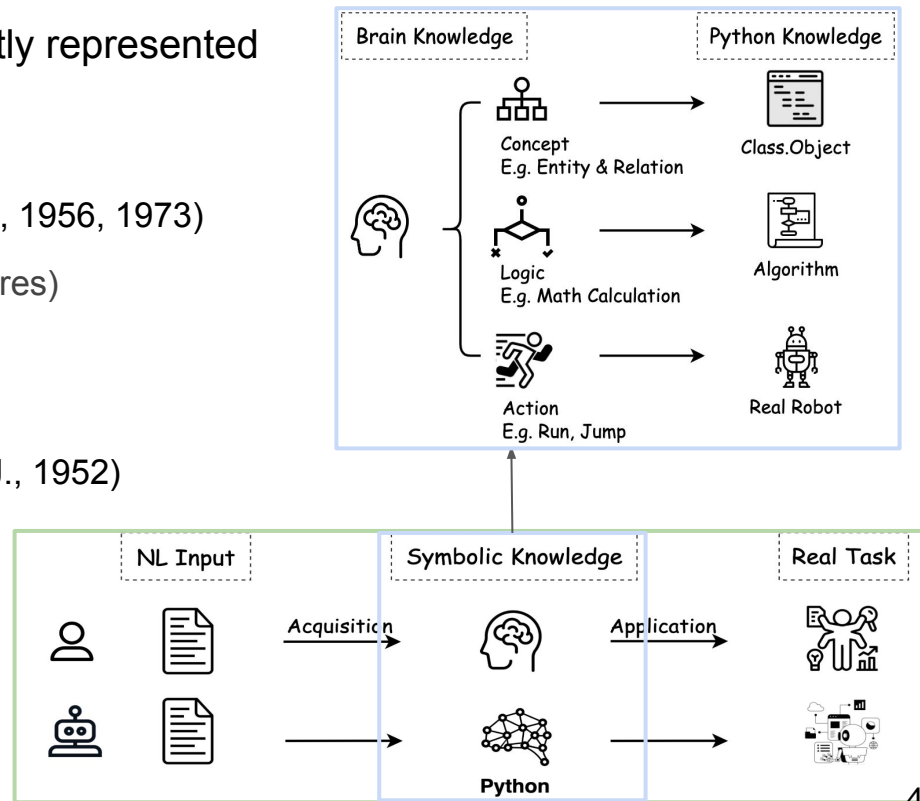 tly represented
, 1956, 1973)
res)
., 1952)
Brain Knowledge
Python Knowledge
Concept
E.g. Entity & Relation
Class.Object
Logic
E.g. Math Calculation
Algorithm
Action
E.g. Run, Jump
Real Robot
NL Input
Symbolic Knowledge
Real Task
Acquisition
Application
Python